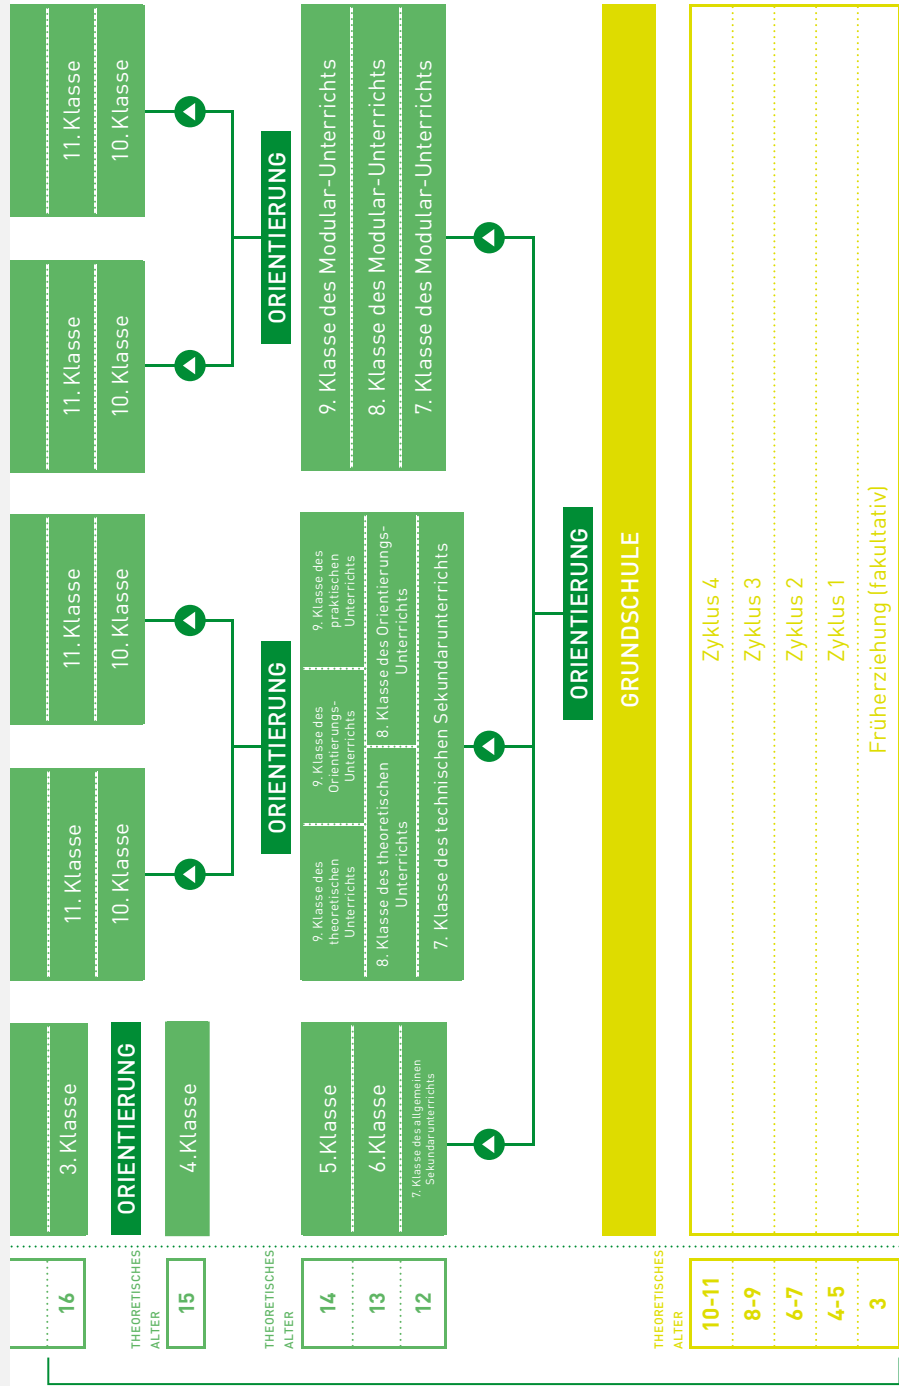 16
3. Klasse
11. Klasse
11. Klasse
11. Klasse
11. Klasse
ORIENTIERUNG
10. Klasse
10. Klasse
10. Klasse
10. Klasse
THEORETISCHES
ALTER
15
4.Klasse
ORIENTIERUNG
ORIENTIERUNG
THEORETISCHES
ALTER
14
5.Klasse
9. Klasse des
theoretischen
Unterrichts
9. Klasse des
Orientierungs-
Unterrichts
9. Klasse des
praktischen
Unterrichts
9. Klasse des Modular-Unterrichts
13
6.Klasse
8. Klasse des theoretischen
Unterrichts
8. Klasse des Orientierungs-
Unterrichts
8. Klasse des Modular-Unterrichts
12
7. Klasse des allgemeinen
Sekundarunterrichts
7. Klasse des technischen Sekundarunterrichts
7. Klasse des Modular-Unterrichts
ORIENTIERUNG
GRUNDSCHULE
THEORETISCHES
ALTER
10-11
Zyklus 4
8-9
Zyklus 3
6-7
Zyklus 2
4-5
Zyklus 1
3
Früherziehung (fakultativ)